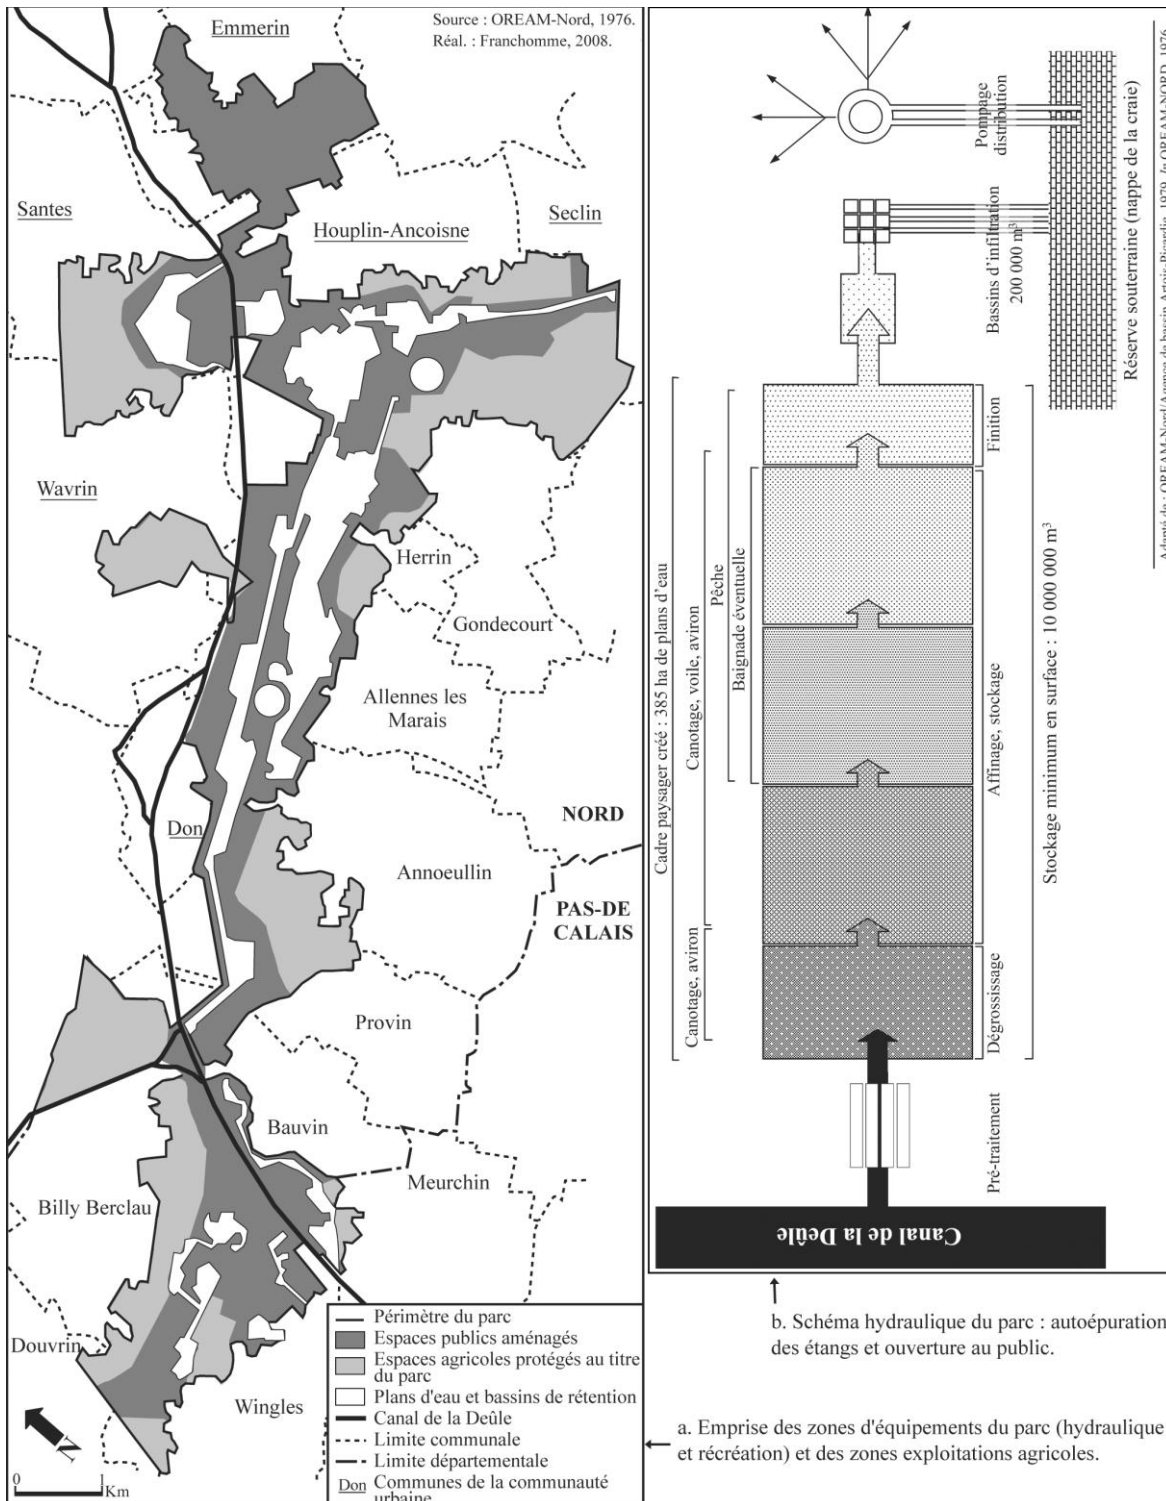 Source : OREAM-Nord, 1976.
Réal. : Franchomme, 2008.
Emmerin
Santes
Houplin-Ancoisne
Seclin
Wavrin
Herrin
Gondecourt
Allennes les
Marais
Don
NORD
Annoeullin
PAS-DE
CALAIS
Provin
Bauvin
Meurchin
Billy Berclau
Douvrin
Wingles
N
0
1
Km
Périmètre du parc
Espaces publics aménagés
Espaces agricoles protégés au titre
du parc
Plans d'eau et bassins de rétention
Canal de la Deûle
Limite communale
Limite départementale
Don Communes de la communauté
urbaine
Pompage
distribution
Bassins d'infiltration
200 000 m³
Réserve souterraine (nappe de la craie)
Adapté de : OREAM-Nord/Agence de bassin Artois-Picardie, 1979, In OREAM-NORD, 1976
Cadre paysager créé : 385 ha de plans d'eau
Canotage, voile, aviron
Pêche
Baignade éventuelle
Canotage, aviron
Finition
Affinage, stockage
Dégrossissage
Stockage minimum en surface : 10 000 000 m³
Pré-traitement
Canal de la Deûle
b. Schéma hydraulique du parc : autoépuration
des étangs et ouverture au public.
a. Emprise des zones d'équipements du parc (hydraulique
et récréation) et des zones exploitations agricoles.